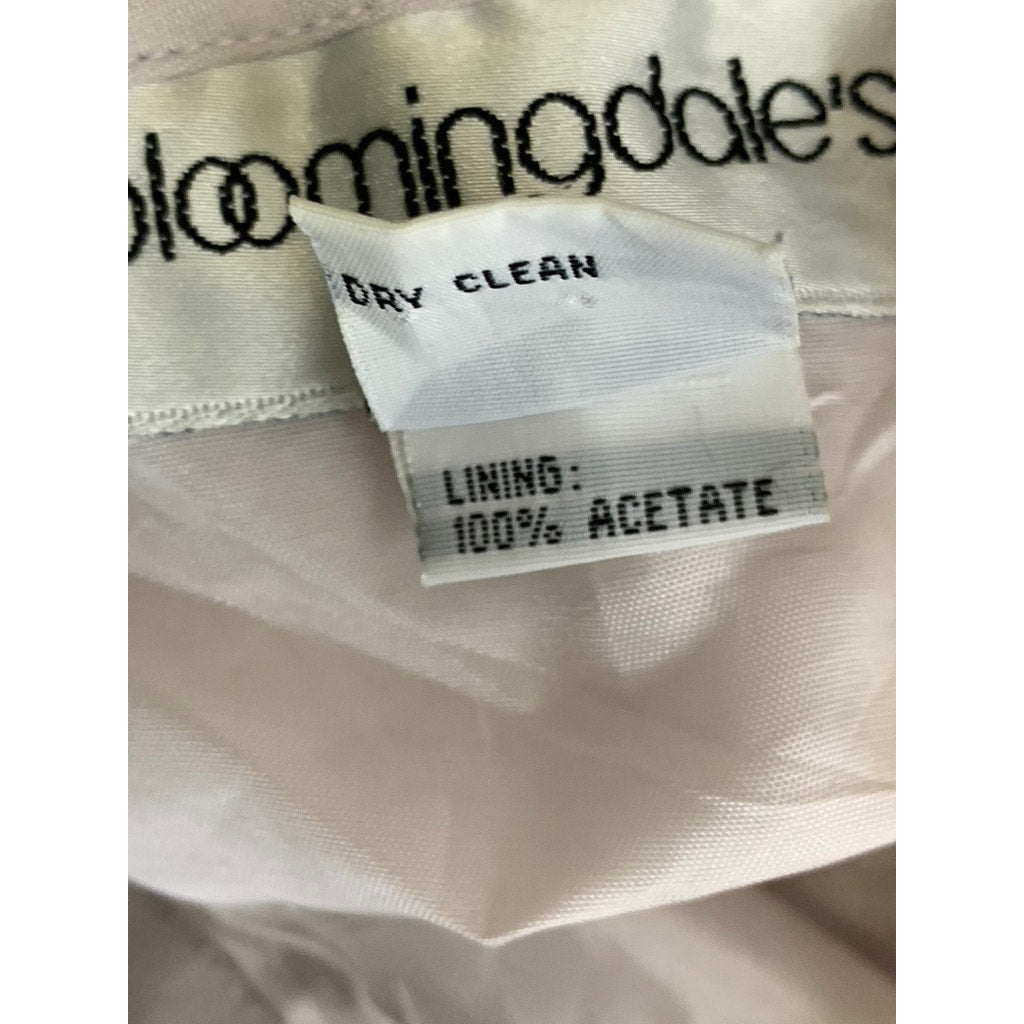 bloomingdale's
DRY CLEAN
LINING:
100% ACETATE